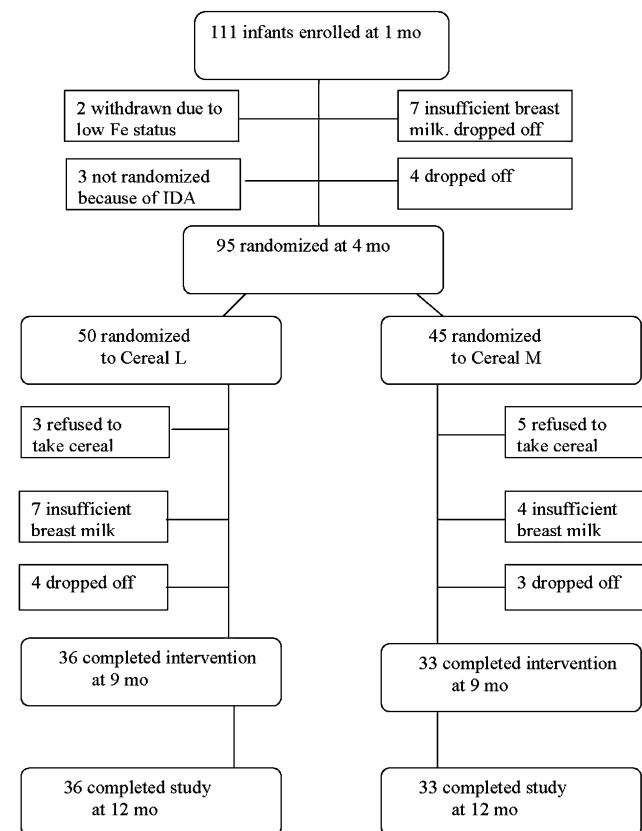 111 infants enrolled at 1 mo
2 withdrawn due to
low Fe status
7 insufficient breast
milk. dropped off
3 not randomized
because of IDA
4 dropped off
95 randomized at 4 mo
50 randomized
to Cereal L
45 randomized
to Cereal M
3 refused to
take cereal
5 refused to
take cereal
7 insufficient
breast milk
4 insufficient
breast milk
4 dropped off
3 dropped off
36 completed intervention
at 9 mo
33 completed intervention
at 9 mo
36 completed study
at 12 mo
33 completed study
at 12 mo